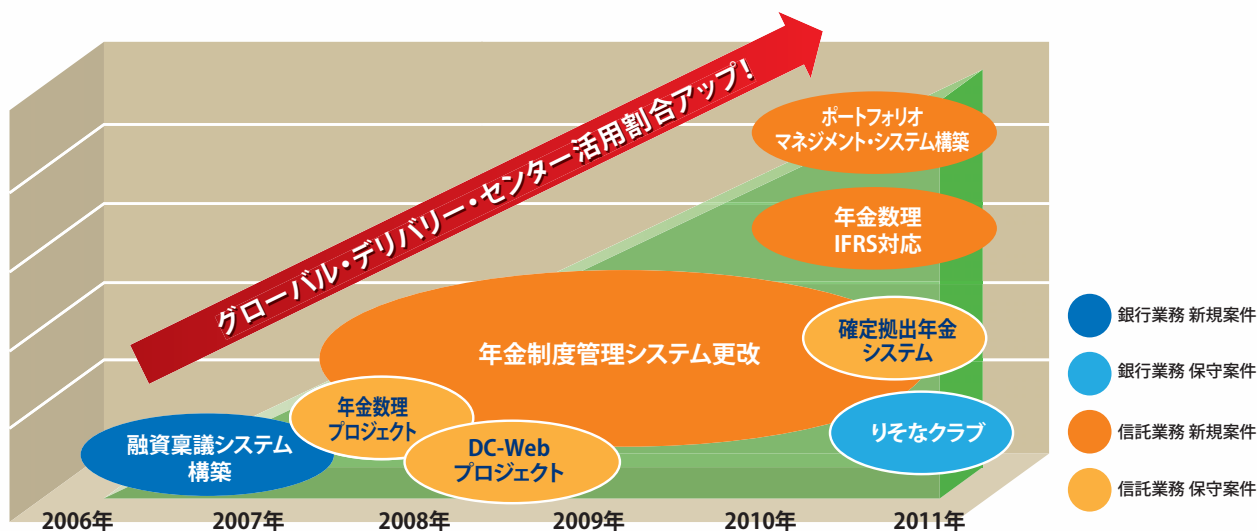 グローバル・デリバリー・センター活用割合アップ！
ポートフォリオ
マネジメント・システム構築
年金数理
IFRS対応
年金制度管理システム更改
確定拠出年金
システム
年金数理
プロジェクト
DC-Web
プロジェクト
りそなクラブ
融資稟議システム
構築
2006年
2007年
2008年
2009年
2010年
2011年
銀行業務 新規案件
銀行業務 保守案件
信託業務 新規案件
信託業務 保守案件